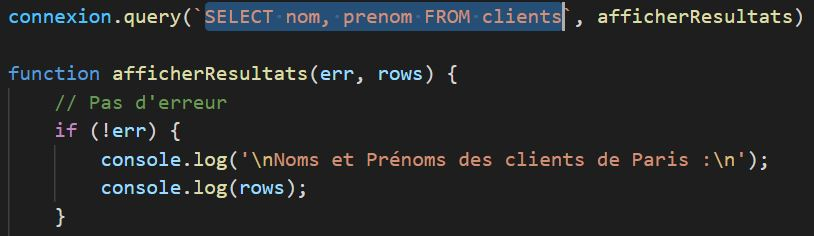 connexion.query(`SELECT nom, prenom FROM clients`, afficherResultats)
function afficherResultats(err, rows) {
// Pas d'erreur
if (!err) {
console.log('\nNoms et Prénoms des clients de Paris :\n');
console.log(rows);
}